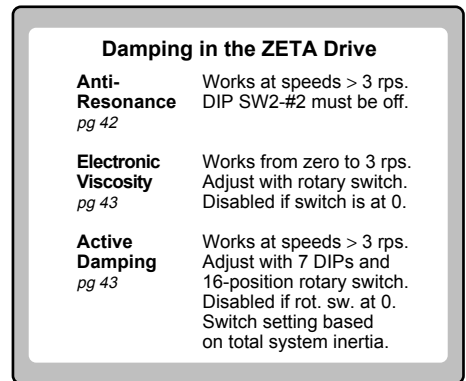 Damping in the ZETA Drive
Anti- Works at speeds > 3 rps.
Resonance DIP SW2-#2 must be off.
pg 42
Electronic Works from zero to 3 rps.
Viscosity Adjust with rotary switch.
pg 43 Disabled if switch is at 0.
Active Works at speeds > 3 rps.
Damping Adjust with 7 DIPs and
pg 43 16-position rotary switch.
Disabled if rot. sw. at 0.
Switch setting based
on total system inertia.